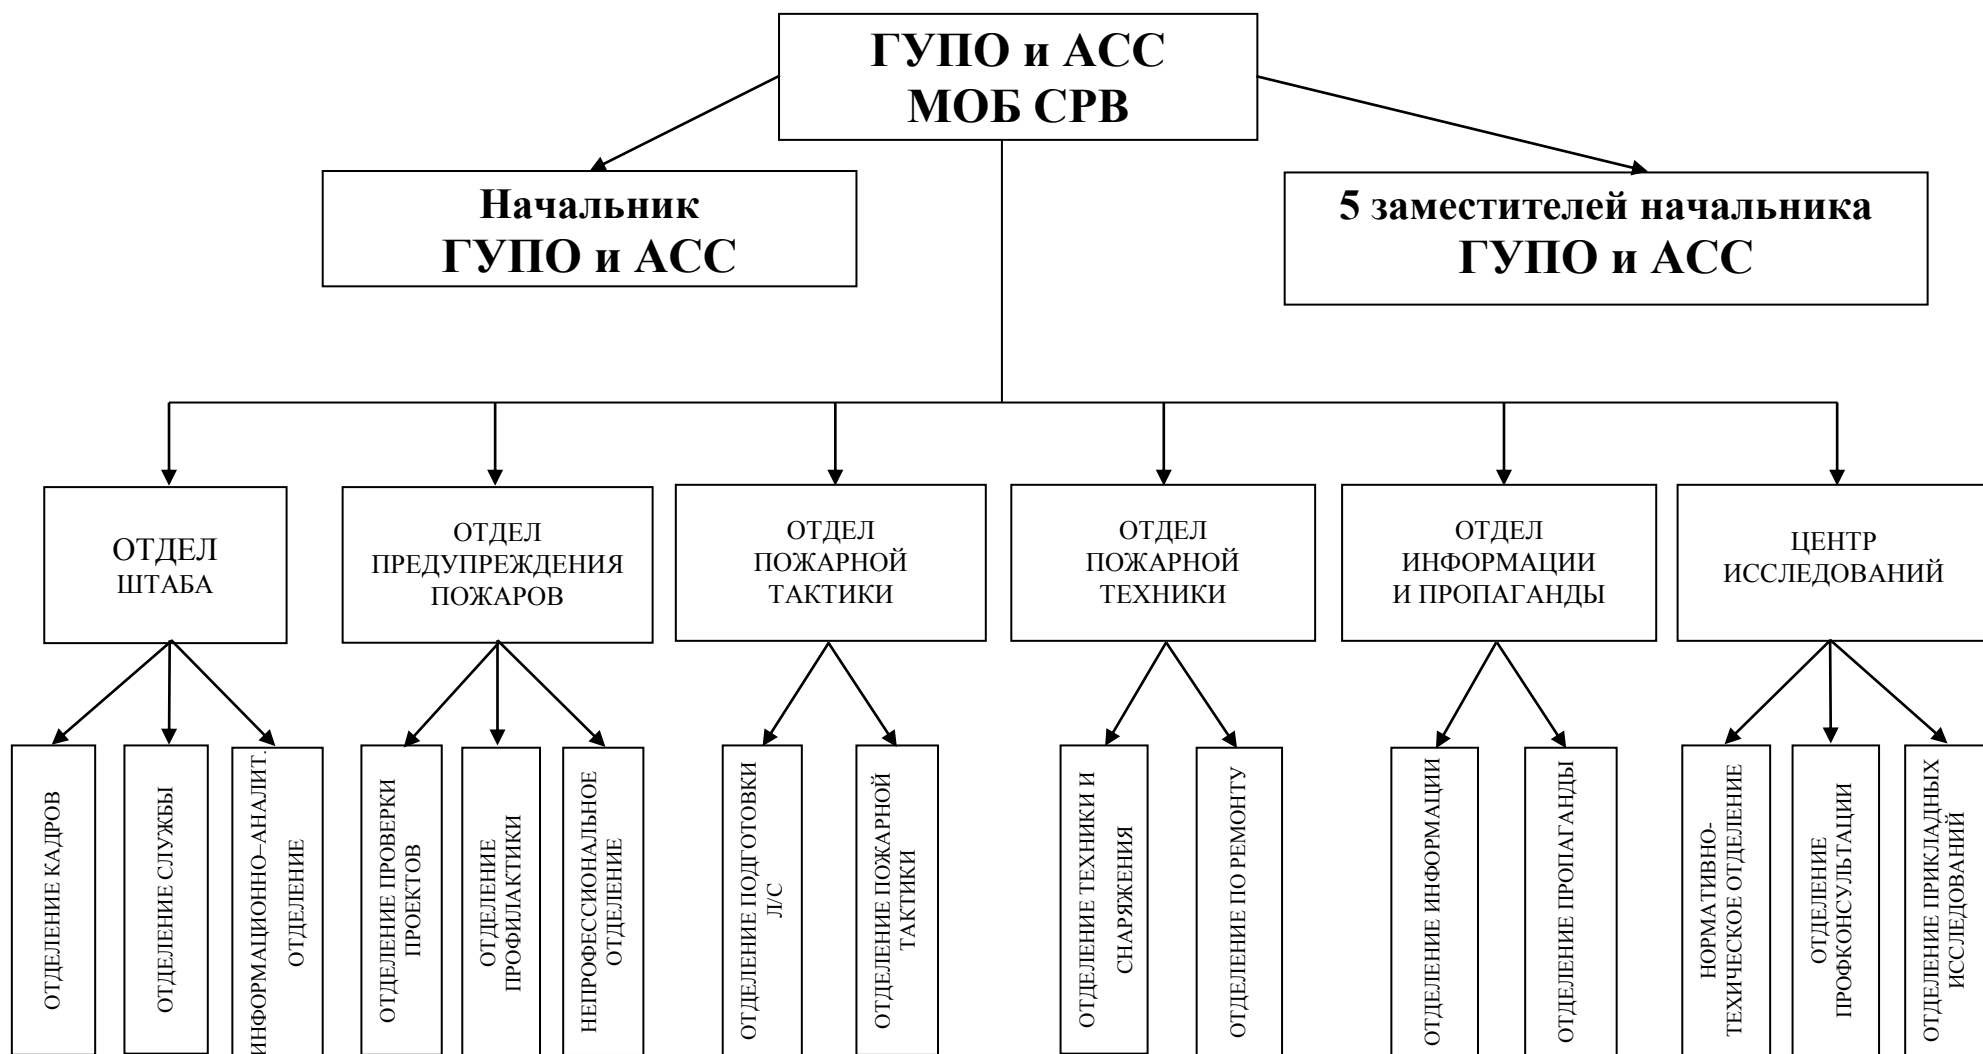 ГУПО и АСС
МОБ СРВ
Начальник
ГУПО и АСС
5 заместителей начальника
ГУПО и АСС
ОТДЕЛ
ШТАБА
ОТДЕЛ
ПРЕДУПРЕЖДЕНИЯ
ПОЖАРОВ
ОТДЕЛ
ПОЖАРНОЙ
ТАКТИКИ
ОТДЕЛ
ПОЖАРНОЙ
ТЕХНИКИ
ОТДЕЛ
ИНФОРМАЦИИ
И ПРОПАГАНДЫ
ЦЕНТР
ИССЛЕДОВАНИЙ
ОТДЕЛЕНИЕ КАДРОВ
ОТДЕЛЕНИЕ СЛУЖБЫ
ИНФОРМАЦИОННО–АНАЛИТ.
ОТДЕЛЕНИЕ
ОТДЕЛЕНИЕ ПРОВЕРКИ
ПРОЕКТОВ
ОТДЕЛЕНИЕ
ПРОФИЛАКТИКИ
НЕПРОФЕССИОНАЛЬНОЕ
ОТДЕЛЕНИЕ
ОТДЕЛЕНИЕ ПОДГОТОВКИ
Л/С
ОТДЕЛЕНИЕ ПОЖАРНОЙ
ТАКТИКИ
ОТДЕЛЕНИЕ ТЕХНИКИ И
СНАРЯЖЕНИЯ
ОТДЕЛЕНИЕ ПО РЕМОНТУ
ОТДЕЛЕНИЕ ИНФОРМАЦИИ
ОТДЕЛЕНИЕ ПРОПАГАНДЫ
НОРМАТИВНО-
ТЕХНИЧЕСКОЕ ОТДЕЛЕНИЕ
ОТДЕЛЕНИЕ
ПРОФКОНСУЛЬТАЦИИ
ОТДЕЛЕНИЕ ПРИКЛАДНЫХ
ИССЛЕДОВАНИЙ